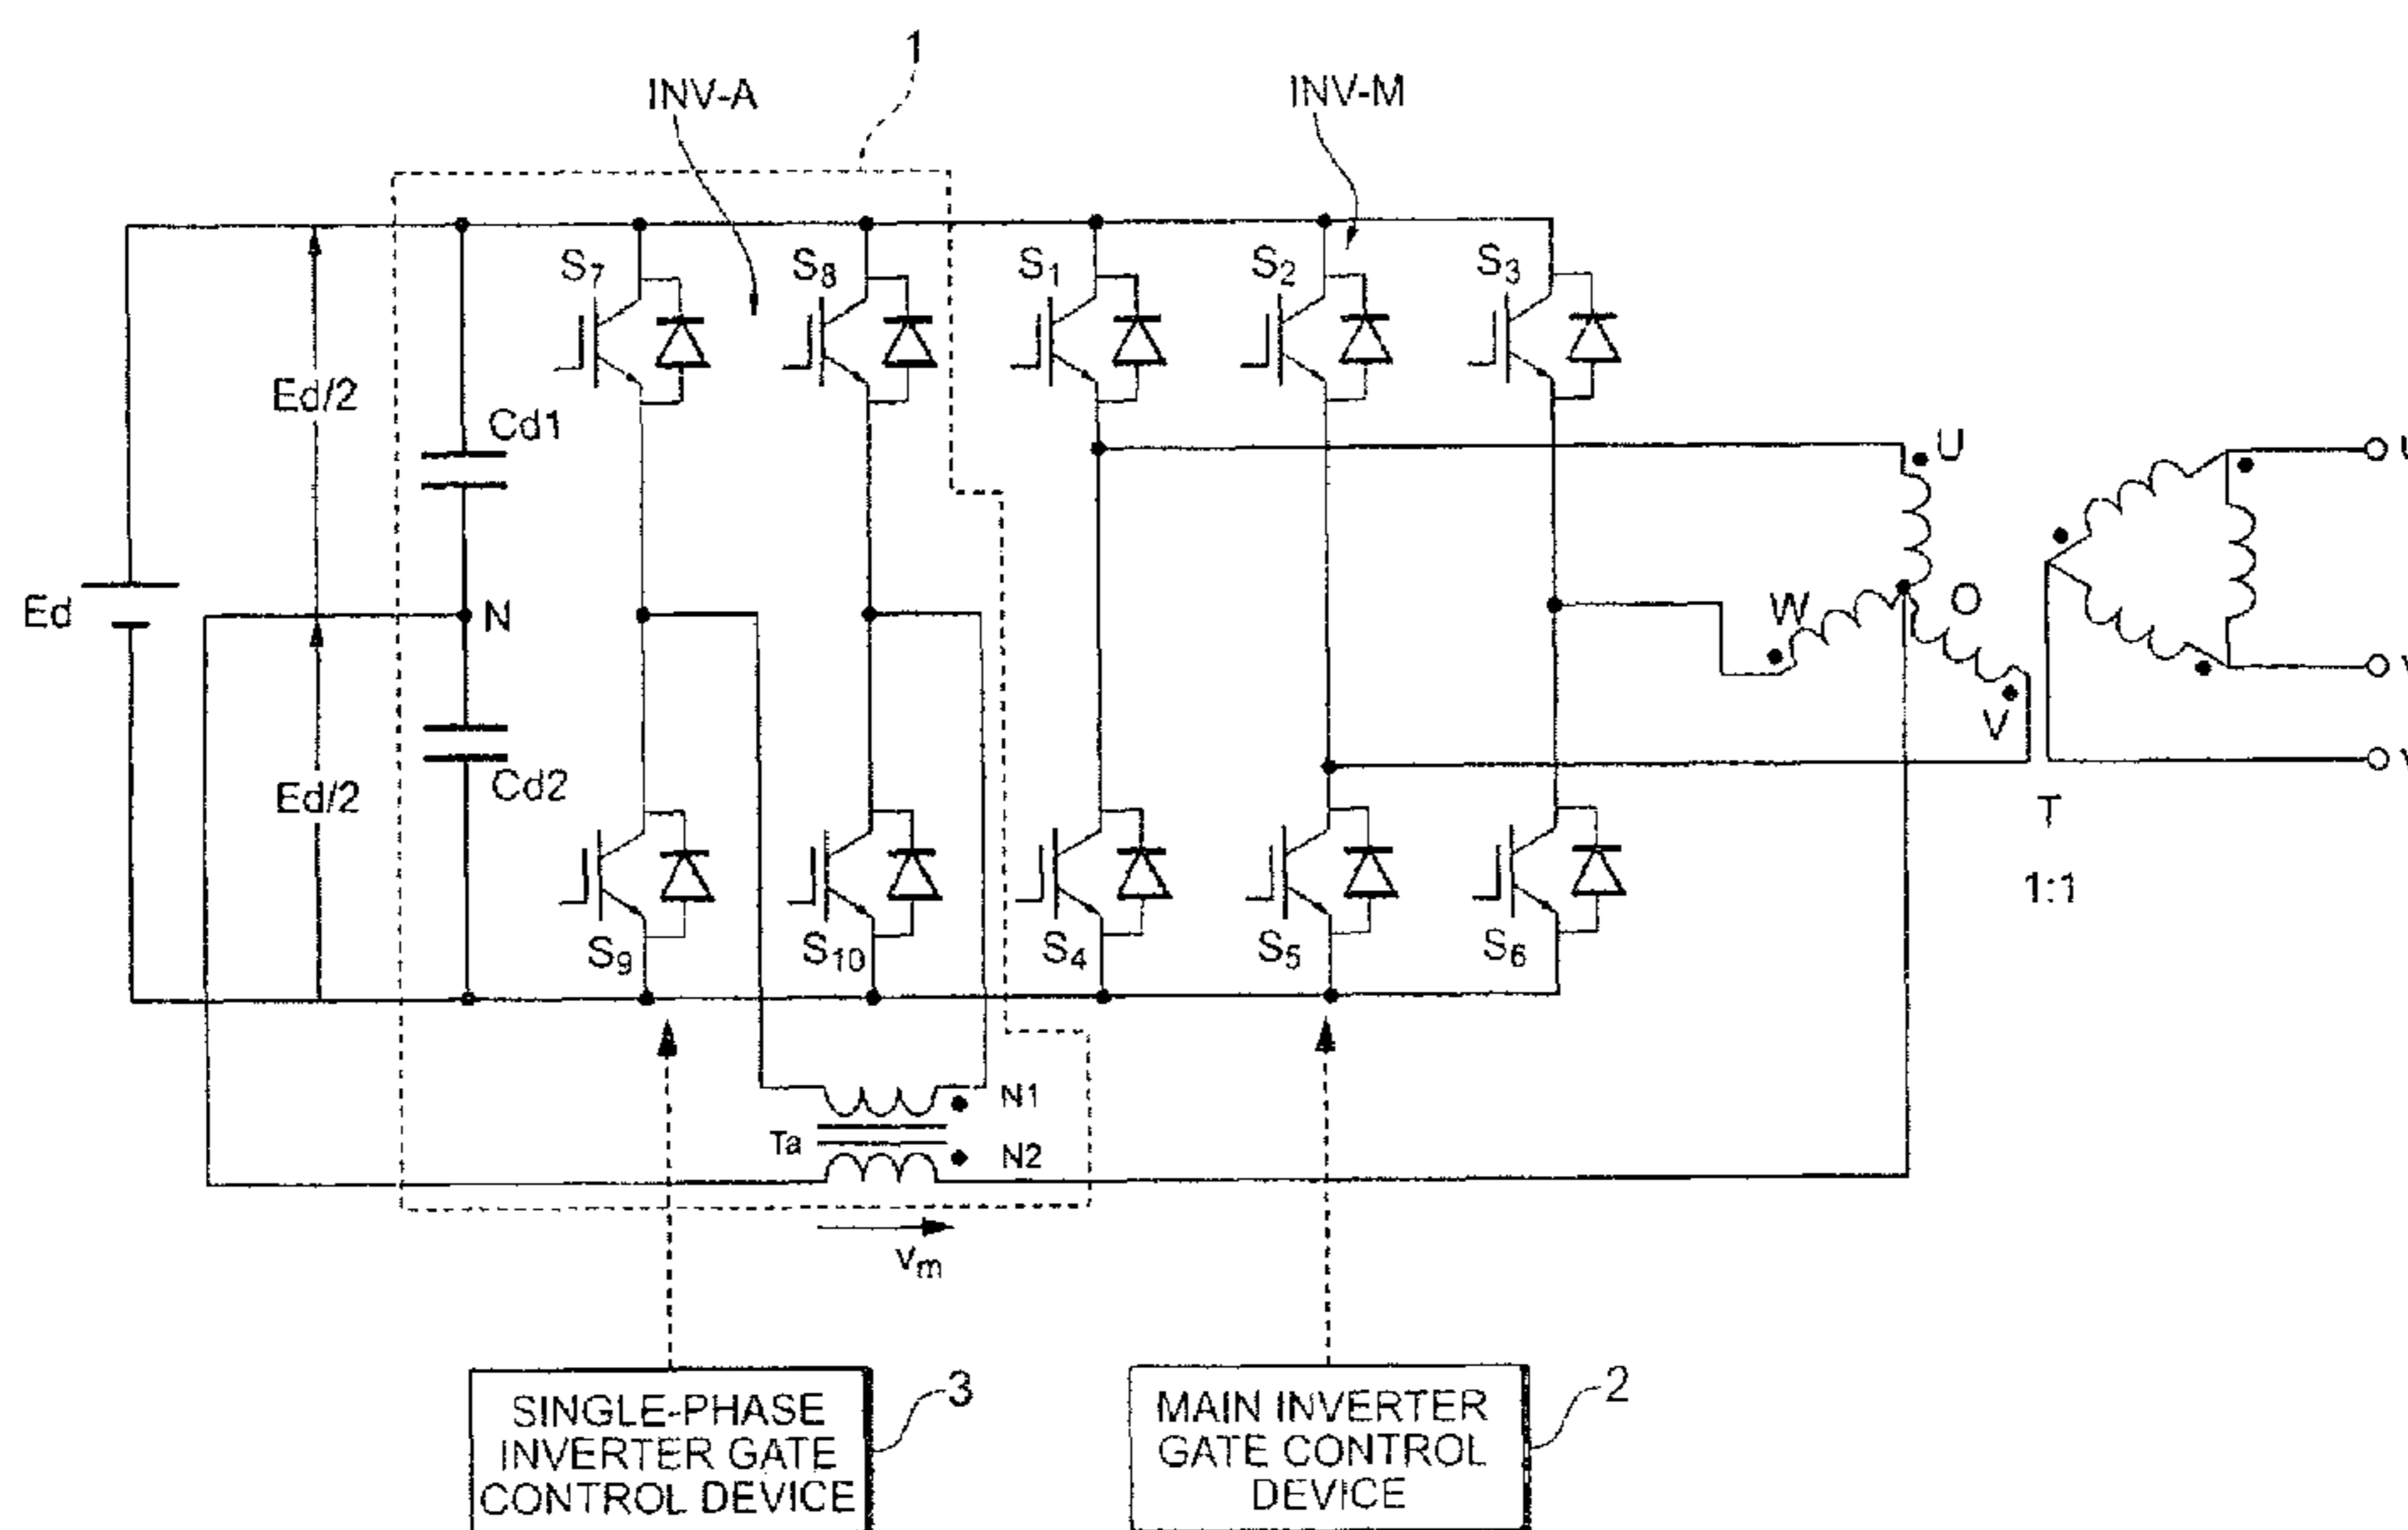 1
INV-A
INV-M
S7
S8
S1
S2
S3
Ed/2
Cd1
U
Ed
N
W
O
V
Cd2
Ed/2
T
1:1
S9
S10
S4
S5
S6
N1
Ta
N2
vm
3
2
SINGLE-PHASE
INVERTER GATE
CONTROL DEVICE
MAIN INVERTER
GATE CONTROL
DEVICE